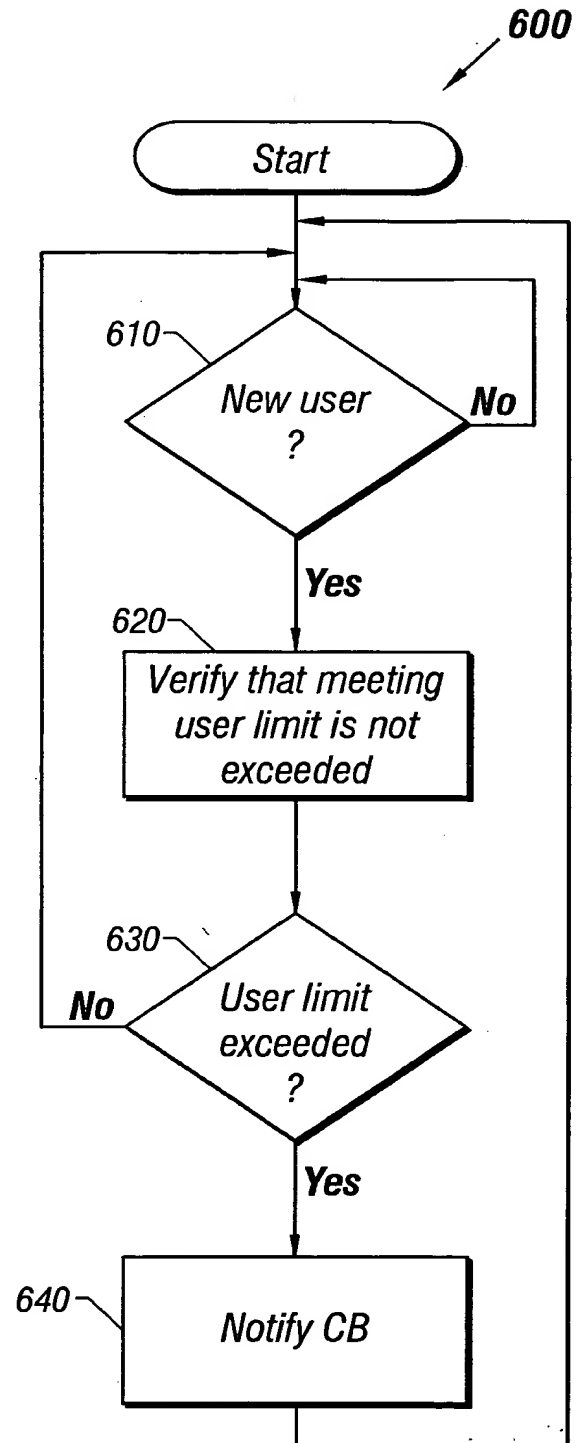 600
Start
610
New user
?
No
Yes
620
Verify that meeting
user limit is not
exceeded
630
No
User limit
exceeded
?
Yes
640
Notify CB